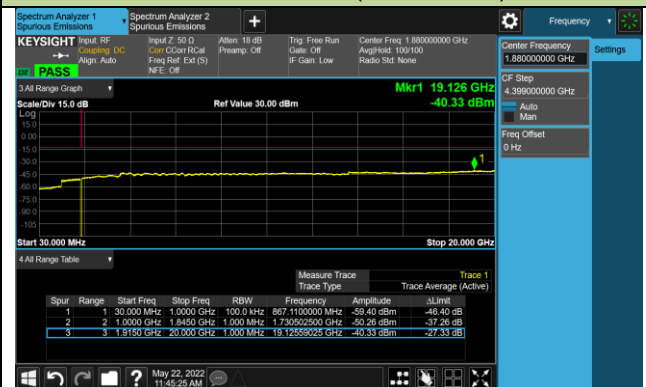 Spectrum Analyzer 1
Spurious Emissions
Spectrum Analyzer 2
Spurious Emissions
+
Frequency
KEYSIGHT
Input: RF
Coupling: DC
Align: Auto
Input Z: 50 Ω
Corr CCorr RCal
Freq Ref: Ext (S)
NFE: Off
Atten: 18 dB
Preamp: Off
Trig: Free Run
Gate: Off
IF Gain: Low
Center Freq: 1.880000000 GHz
Avg|Hold: 100/100
Radio Std: None
PASS
3 All Range Graph
Scale/Div 15.0 dB
Ref Value 30.00 dBm
Mkr1 19.126 GHz
-40.33 dBm
Log
15.0
0.00
-15.0
-30.0
-45.0
-60.0
-75.0
-90.0
-105
1
Start 30.000 MHz
Stop 20.000 GHz
4 All Range Table
Measure Trace Trace 1
Trace Type Trace Average (Active)
Spur Range Start Freq Stop Freq RBW Frequency Amplitude ΔLimit
1 1 30.000 MHz 1.0000 GHz 100.0 kHz 867.1100000 MHz -59.40 dBm -46.40 dB
2 2 1.0000 GHz 1.8450 GHz 1.000 MHz 1.730502500 GHz -50.26 dBm -37.26 dB
3 3 1.9150 GHz 20.000 GHz 1.000 MHz 19.12559025 GHz -40.33 dBm -27.33 dB
May 22, 2022
11:45:25 AM
Center Frequency
1.880000000 GHz
Settings
CF Step
4.399000000 GHz
Auto
Man
Freq Offset
0 Hz